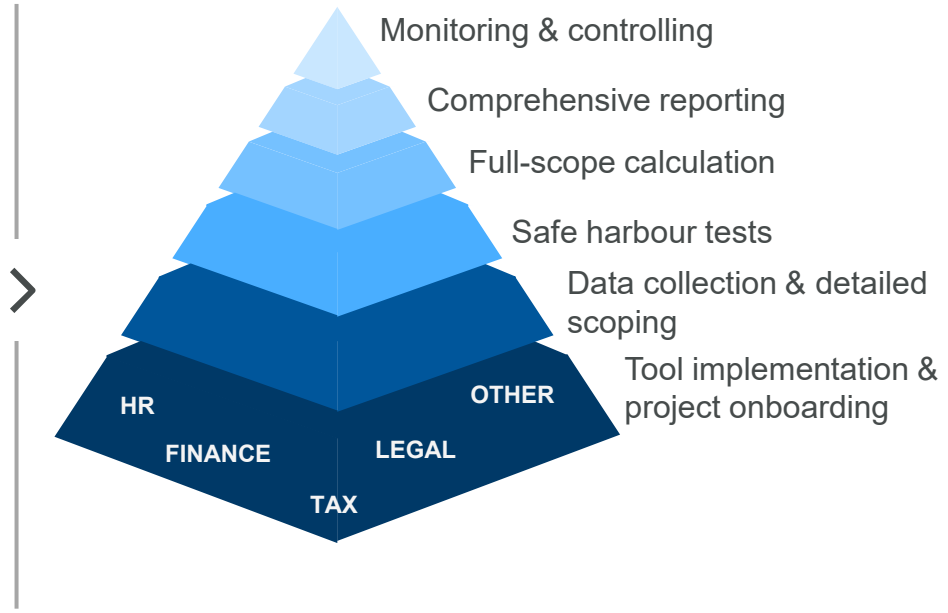 Monitoring & controlling
Comprehensive reporting
Full-scope calculation
Safe harbour tests
Data collection & detailed
scoping
Tool implementation &
project onboarding
HR
OTHER
FINANCE
LEGAL
TAX